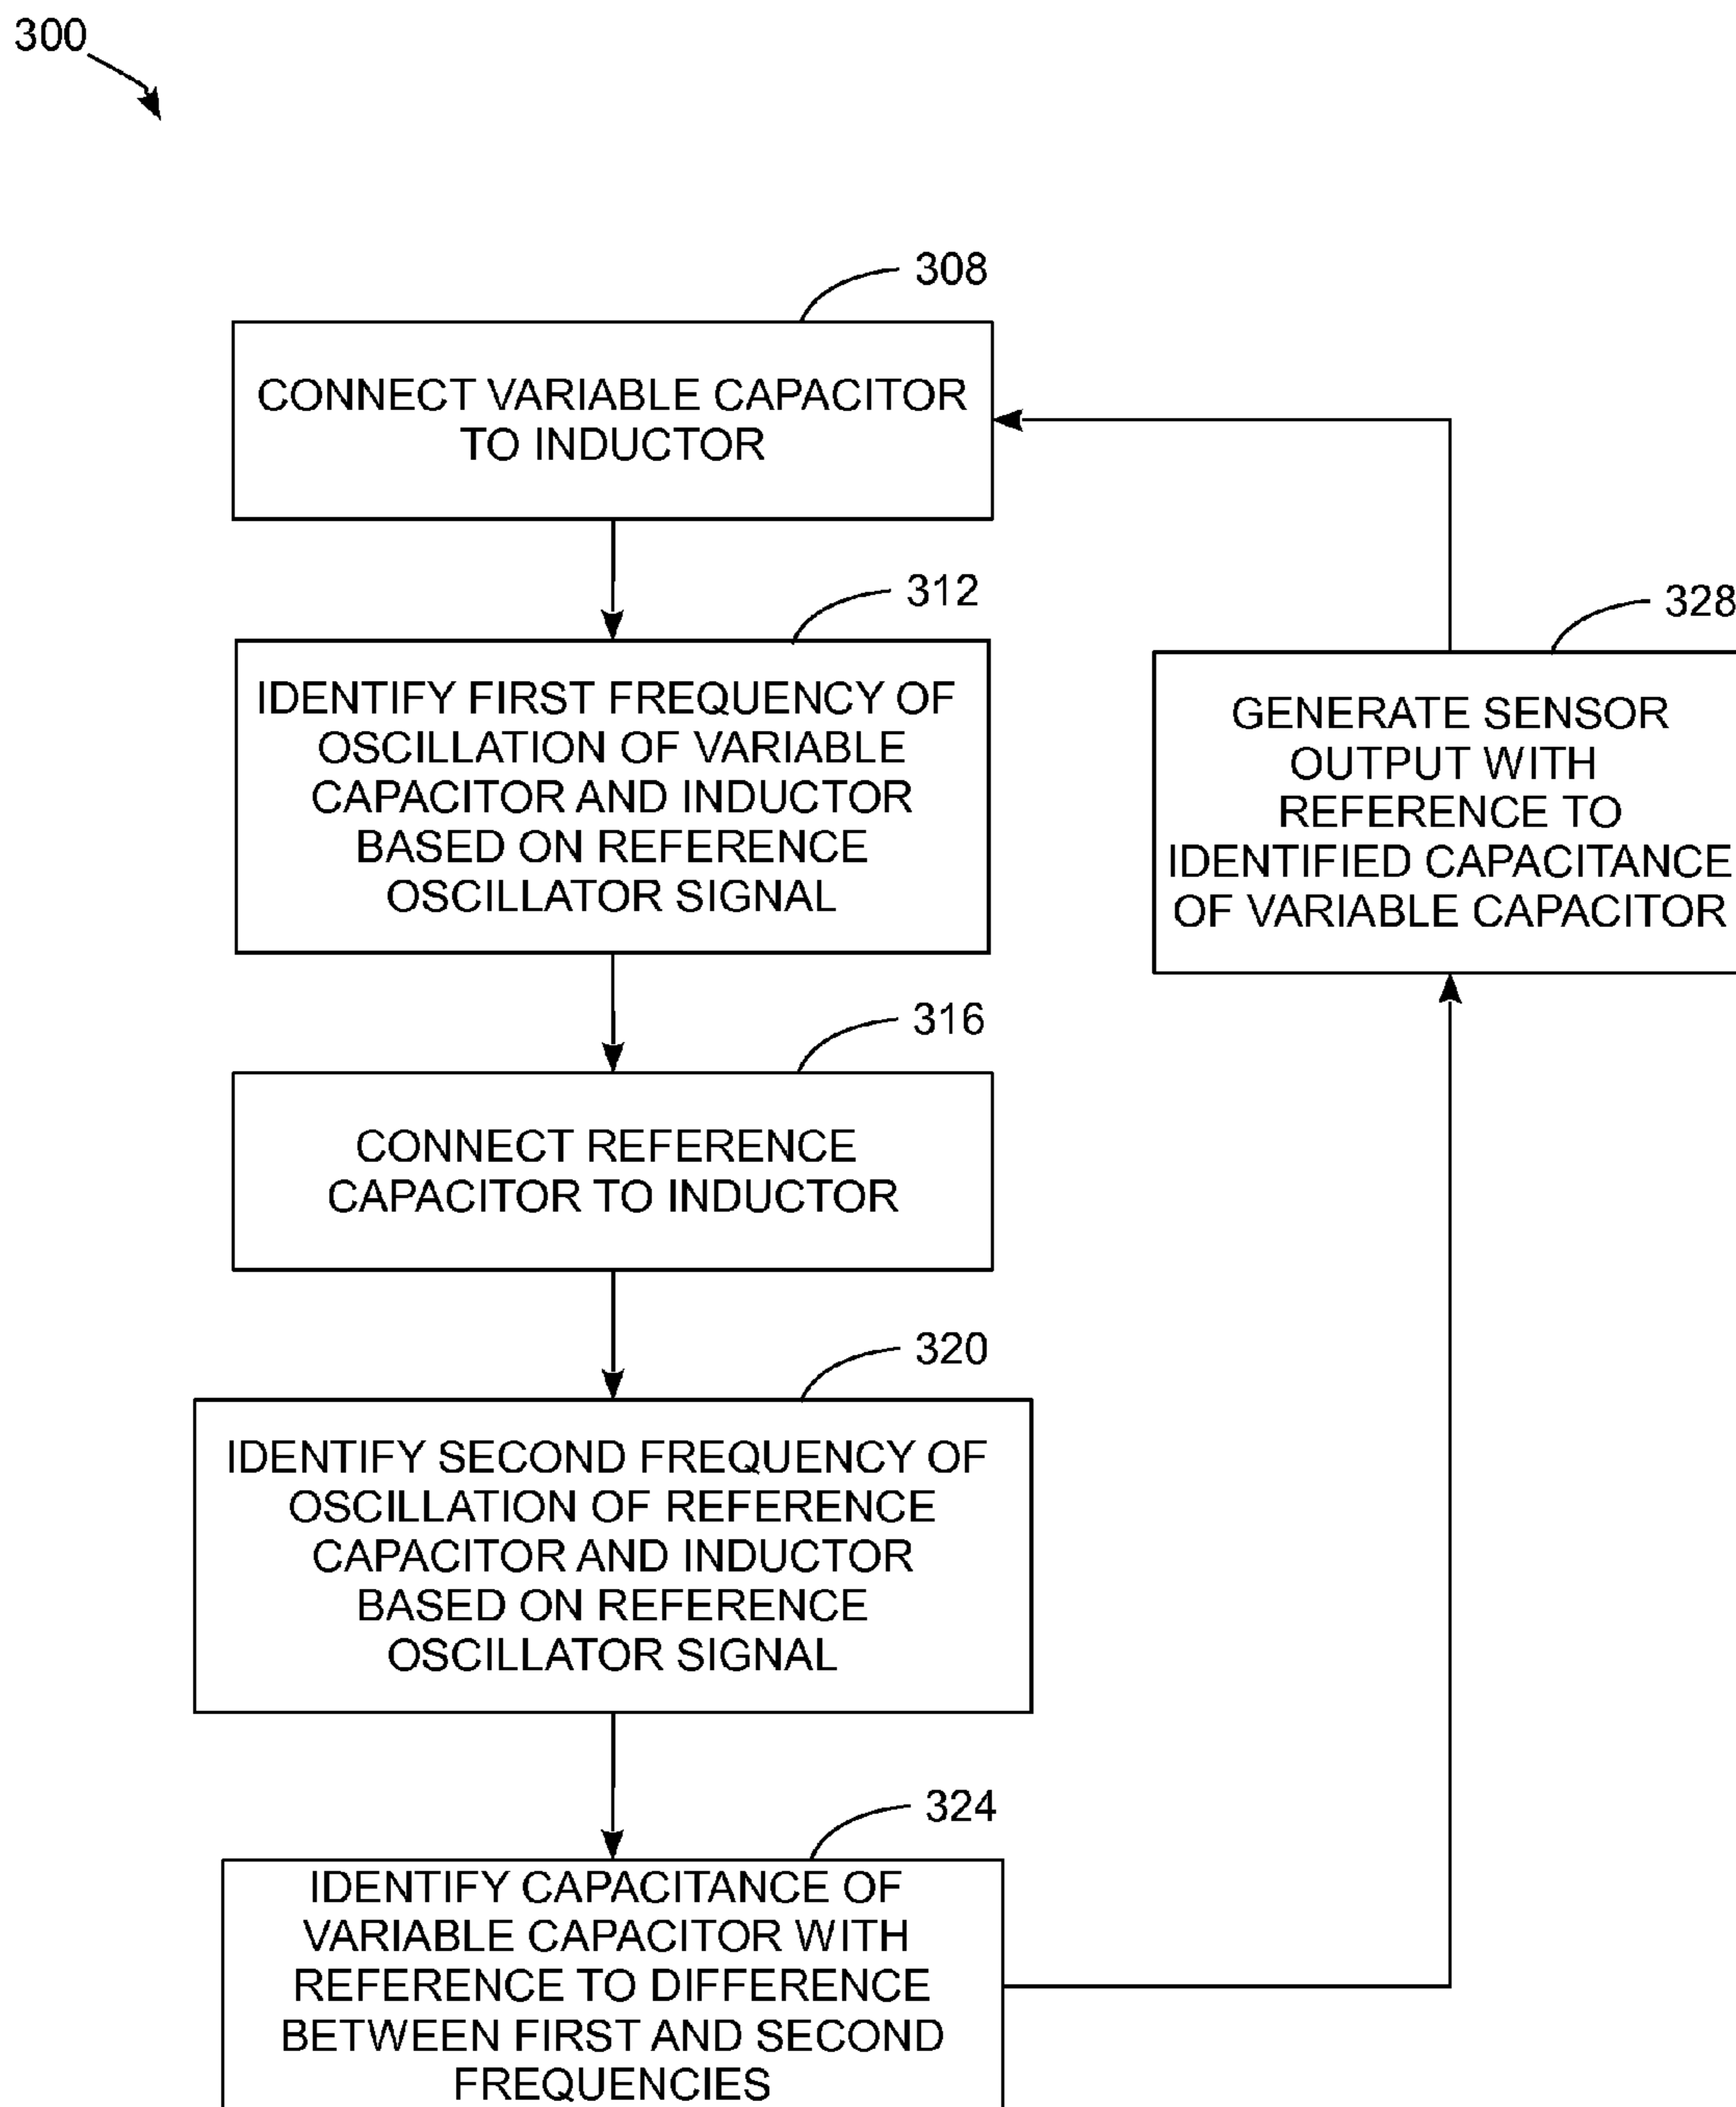 300
308
CONNECT VARIABLE CAPACITOR
TO INDUCTOR
312
IDENTIFY FIRST FREQUENCY OF
OSCILLATION OF VARIABLE
CAPACITOR AND INDUCTOR
BASED ON REFERENCE
OSCILLATOR SIGNAL
316
CONNECT REFERENCE
CAPACITOR TO INDUCTOR
320
IDENTIFY SECOND FREQUENCY OF
OSCILLATION OF REFERENCE
CAPACITOR AND INDUCTOR
BASED ON REFERENCE
OSCILLATOR SIGNAL
324
IDENTIFY CAPACITANCE OF
VARIABLE CAPACITOR WITH
REFERENCE TO DIFFERENCE
BETWEEN FIRST AND SECOND
FREQUENCIES
328
GENERATE SENSOR
OUTPUT WITH
REFERENCE TO
IDENTIFIED CAPACITANCE
OF VARIABLE CAPACITOR